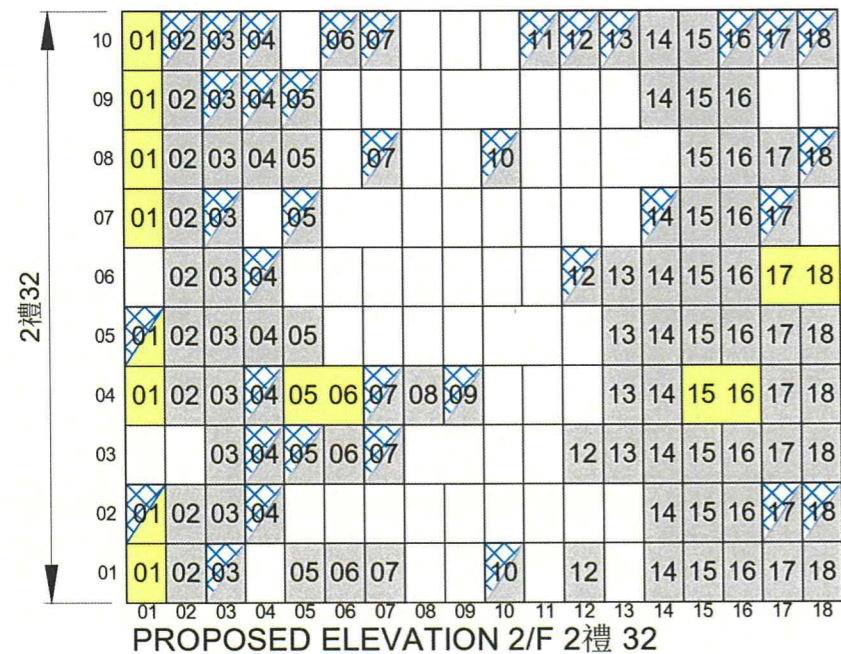 10 01 02 03 04 06 07 11 12 13 14 15 16 17 18
09 01 02 03 04 05 14 15 16
08 01 02 03 04 05 07 10 15 16 17 18
07 01 02 03 05 14 15 16 17
06 02 03 04 12 13 14 15 16 17 18
2禮32
05 01 02 03 04 05 13 14 15 16 17 18
04 01 02 03 04 05 06 07 08 09 13 14 15 16 17 18
03 03 04 05 06 07 12 13 14 15 16 17 18
02 01 02 03 04 14 15 16 17 18
01 01 02 03 05 06 07 10 12 14 15 16 17 18
01 02 03 04 05 06 07 08 09 10 11 12 13 14 15 16 17 18
PROPOSED ELEVATION 2/F 2禮 32